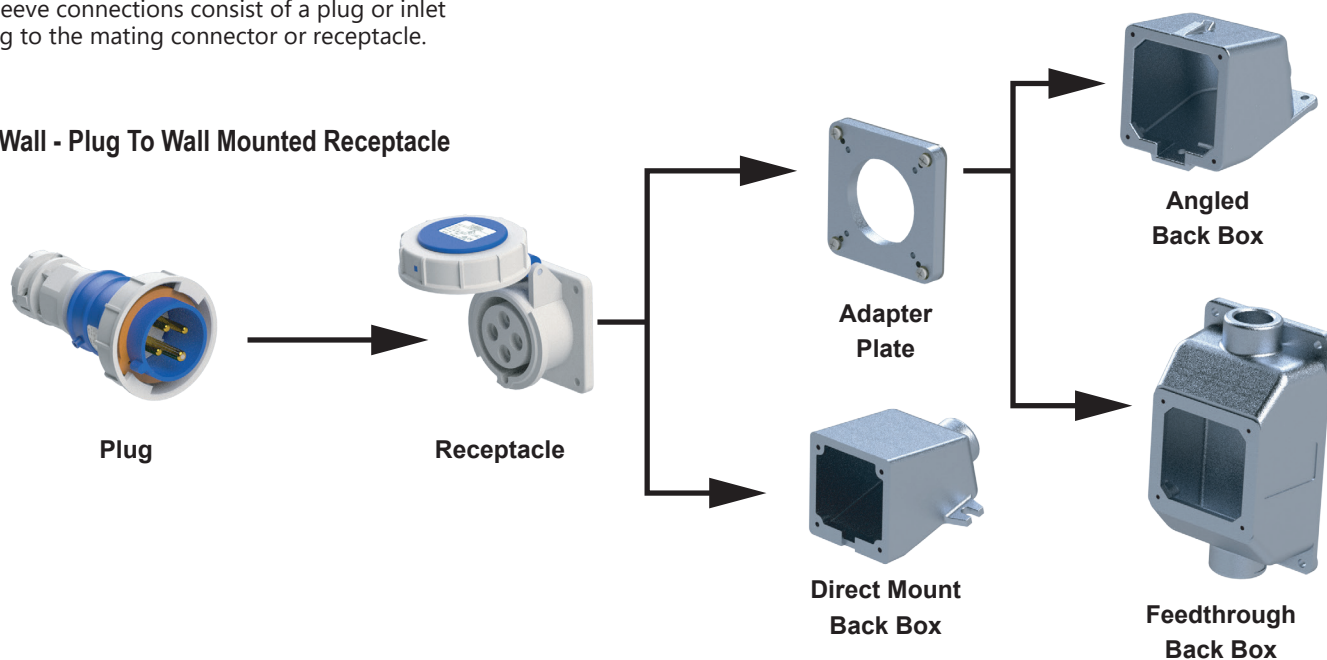 eeve connections consist of a plug or inlet
g to the mating connector or receptacle.
Wall - Plug To Wall Mounted Receptacle
Plug
Receptacle
Adapter
Plate
Direct Mount
Back Box
Angled
Back Box
Feedthrough
Back Box